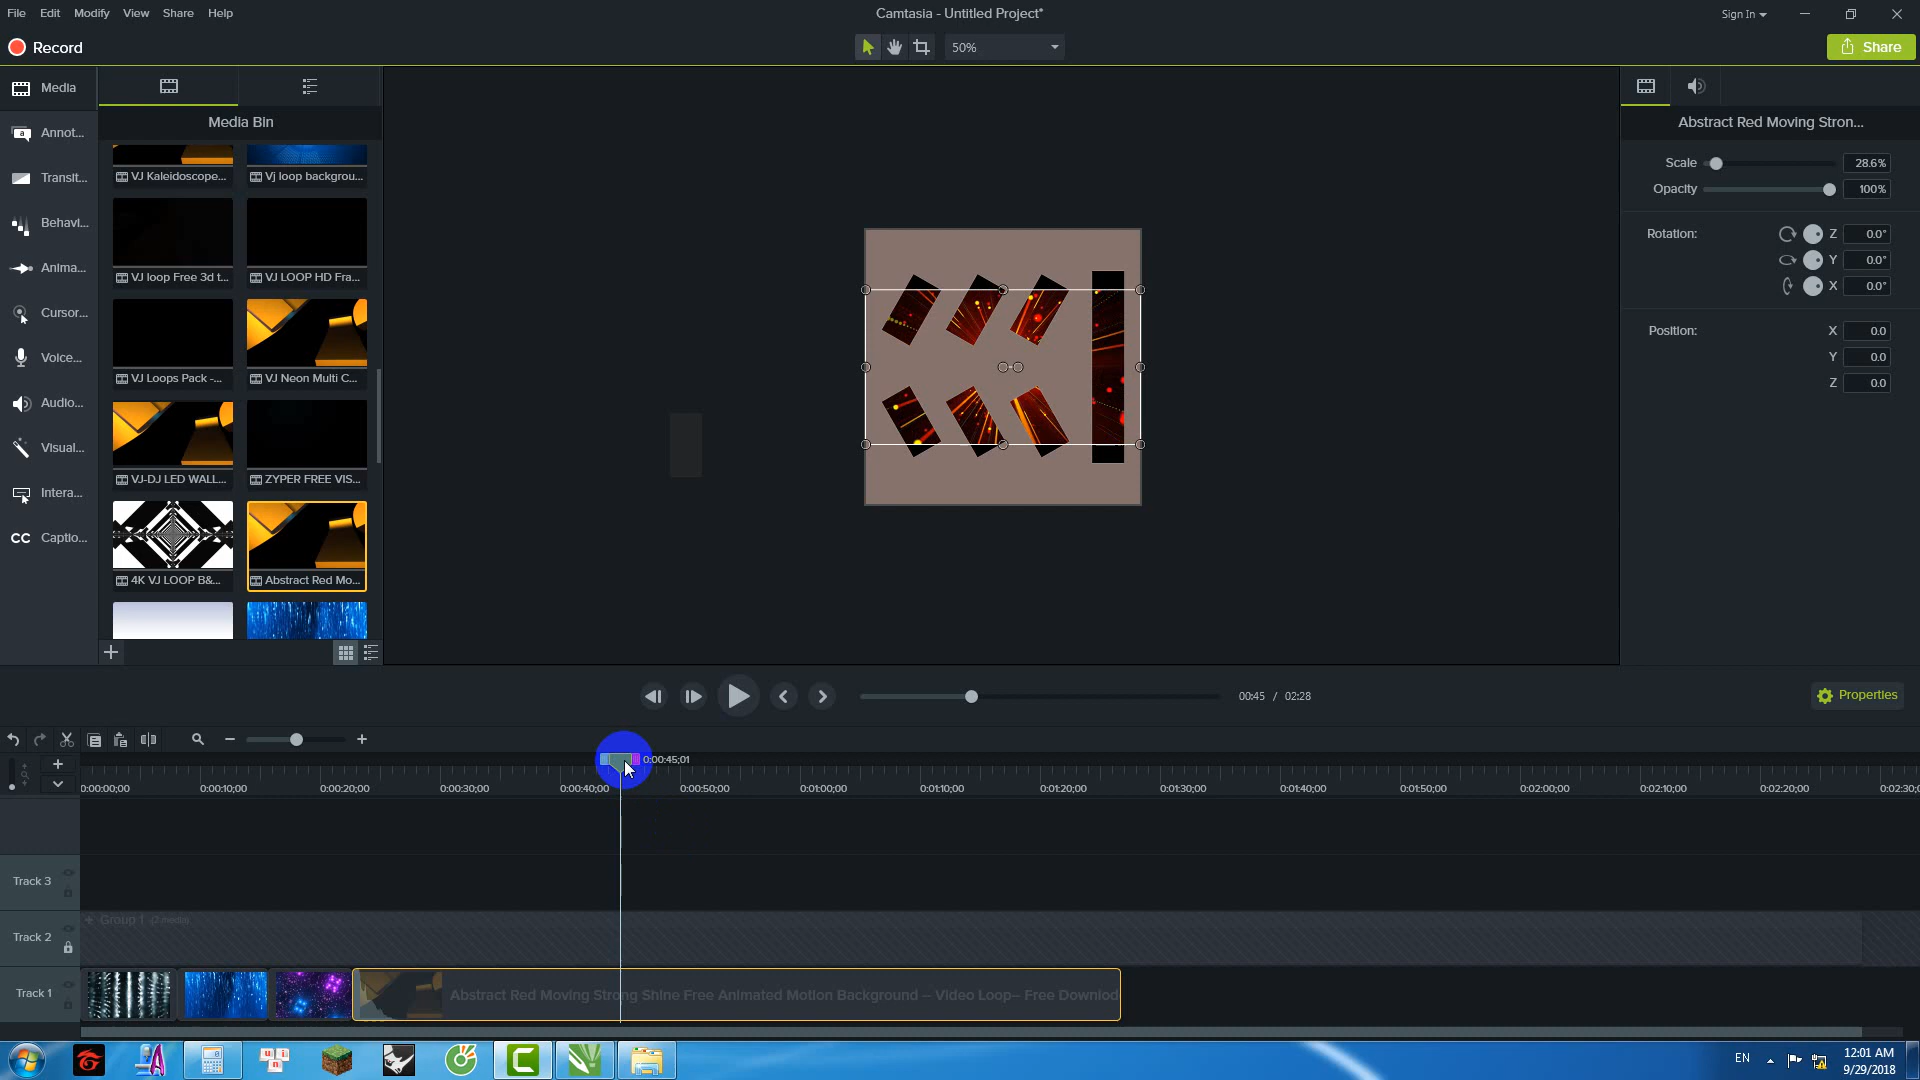 File Edit Modify View Share Help
Camtasia - Untitled Project*
Sign In
Record
50%
Share
Media
Annot...
Transit...
Behavi...
Anima...
Cursor...
Voice...
Audio...
Visual...
Intera...
CC Captio...
Media Bin
VJ Kaleidoscope...
Vj loop backgrou...
VJ loop Free 3d t...
VJ LOOP HD Fra...
VJ Loops Pack -...
VJ Neon Multi C...
VJ-DJ LED WALL...
ZYPER FREE VIS...
4K VJ LOOP B&...
Abstract Red Mo...
Abstract Red Moving Stron...
Scale 28.6%
Opacity 100%
Rotation: Z 0.0°
Y 0.0°
X 0.0°
Position: X 0.0
Y 0.0
Z 0.0
00:45 / 02:28
Properties
0:00:45;01
0:00:00;00 0:00:10;00 0:00:20;00 0:00:30;00 0:00:40;00 0:00:50;00 0:01:00;00 0:01:10;00 0:01:20;00 0:01:30;00 0:01:40;00 0:01:50;00 0:02:00;00 0:02:10;00 0:02:20;00 0:02:30;
Track 3
Track 2
+ Group 1 (7 media)
Track 1
Abstract Red Moving Strong Shine Free Animated Motion Background – Video Loop– Free Downlod
EN
12:01 AM
9/29/2018